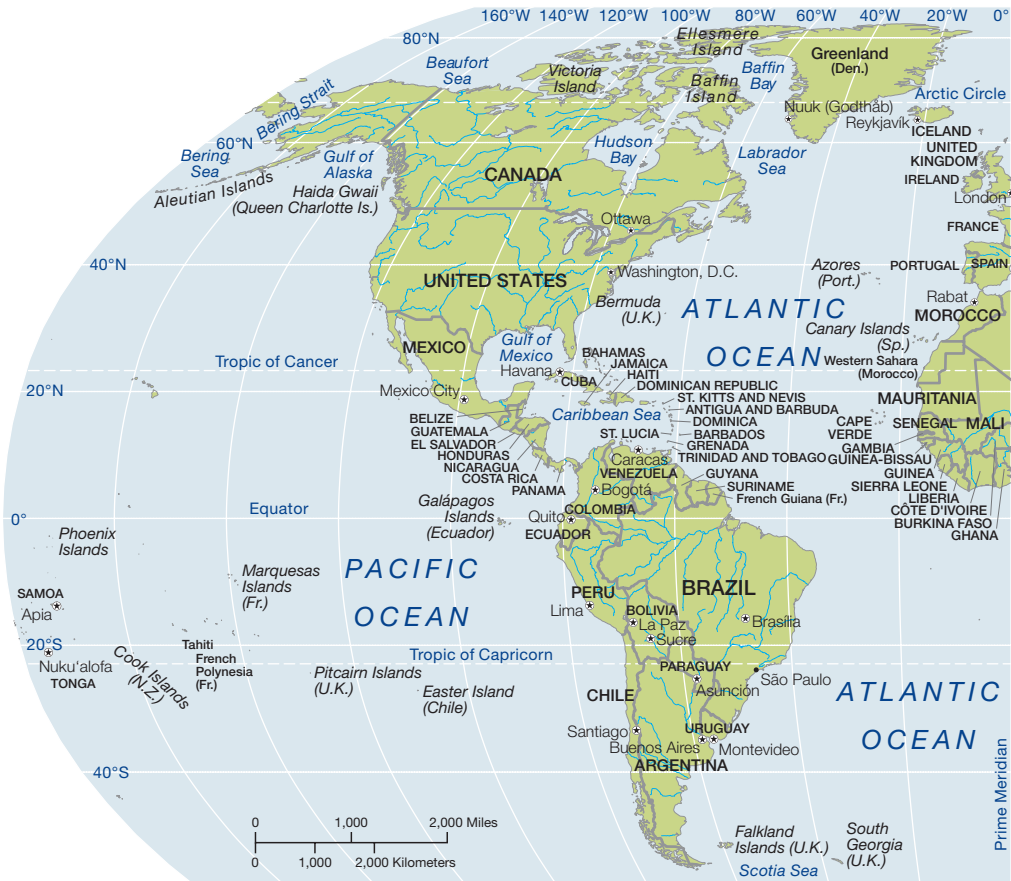 160°W 140°W 120°W 100°W 80°W 60°W 40°W 20°W 0°
80°N
Ellesmere
Island
Greenland
(Den.)
Beaufort
Sea
Victoria
Island
Baffin
Bay
Baffin
Island
Bering Strait
Arctic Circle
Nuuk (Godthåb)
Reykjavík
ICELAND
60°N
Bering
Sea
Gulf of
Alaska
Hudson
Bay
Labrador
Sea
UNITED
KINGDOM
IRELAND
London
Aleutian Islands
Haida Gwaii
(Queen Charlotte Is.)
CANADA
Ottawa
FRANCE
40°N
UNITED STATES
Washington, D.C.
Azores
(Port.)
PORTUGAL
SPAIN
Bermuda
(U.K.)
ATLANTIC
OCEAN
Rabat
MOROCCO
Canary Islands
(Sp.)
Western Sahara
(Morocco)
MEXICO
Gulf of
Mexico
Havana
CUBA
BAHAMAS
JAMAICA
HAITI
DOMINICAN REPUBLIC
Tropic of Cancer
20°N
Mexico City
Caribbean Sea
ST. KITTS AND NEVIS
ANTIGUA AND BARBUDA
DOMINICA
ST. LUCIA
BARBADOS
GRENADA
TRINIDAD AND TOBAGO
BELIZE
GUATEMALA
EL SALVADOR
HONDURAS
NICARAGUA
COSTA RICA
PANAMA
Caracas
VENEZUELA
GUYANA
SURINAME
French Guiana (Fr.)
MAURITANIA
CAPE
VERDE
SENEGAL
MALI
GAMBIA
GUINEA-BISSAU
GUINEA
SIERRA LEONE
LIBERIA
CÔTE D'IVOIRE
BURKINA FASO
GHANA
Bogotá
COLOMBIA
Galápagos
Islands
(Ecuador)
Quito
ECUADOR
Equator
0°
Phoenix
Islands
Marquesas
Islands
(Fr.)
PACIFIC
OCEAN
PERU
Lima
BRAZIL
BOLIVIA
La Paz
Sucre
Brasília
SAMOA
Apia
20°S
Nuku‘alofa
TONGA
Cook Islands
(N.Z.)
Tahiti
French
Polynesia
(Fr.)
Tropic of Capricorn
Pitcairn Islands
(U.K.)
Easter Island
(Chile)
PARAGUAY
Asunción
São Paulo
CHILE
Santiago
URUGUAY
Buenos Aires
Montevideo
ARGENTINA
ATLANTIC
OCEAN
40°S
Prime Meridian
0 1,000 2,000 Miles
0 1,000 2,000 Kilometers
Falkland
Islands (U.K.)
South
Georgia
(U.K.)
Scotia Sea